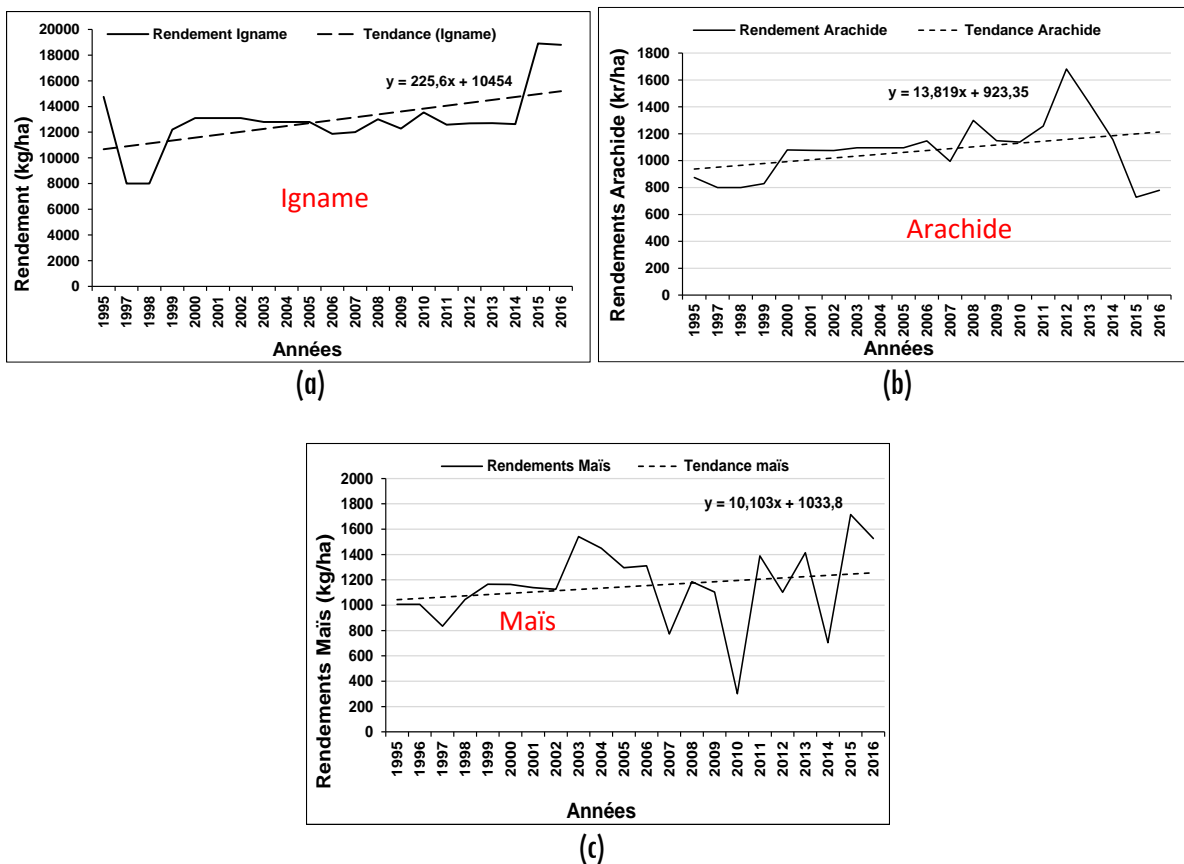 Rendement Igname Tendance (Igname)
y = 225,6x + 10454
Rendement (kg/ha)
20000
18000
16000
14000
12000
10000
8000
6000
4000
2000
0
Igname
1995 1997 1998 1999 2000 2001 2002 2003 2004 2005 2006 2007 2008 2009 2010 2011 2012 2013 2014 2015 2016
Années
(a)
Rendement Arachide Tendance Arachide
y = 13,819x + 923,35
Rendements Arachide (kr/ha)
1800
1600
1400
1200
1000
800
600
400
200
0
Arachide
1995 1997 1998 1999 2000 2001 2002 2003 2004 2005 2006 2007 2008 2009 2010 2011 2012 2013 2014 2015 2016
Années
(b)
Rendements Maïs Tendance maïs
y = 10,103x + 1033,8
Rendements Maïs (kg/ha)
2000
1800
1600
1400
1200
1000
800
600
400
200
0
Maïs
1995 1996 1997 1998 1999 2000 2001 2002 2003 2004 2005 2006 2007 2008 2009 2010 2011 2012 2013 2014 2015 2016
Années
(c)